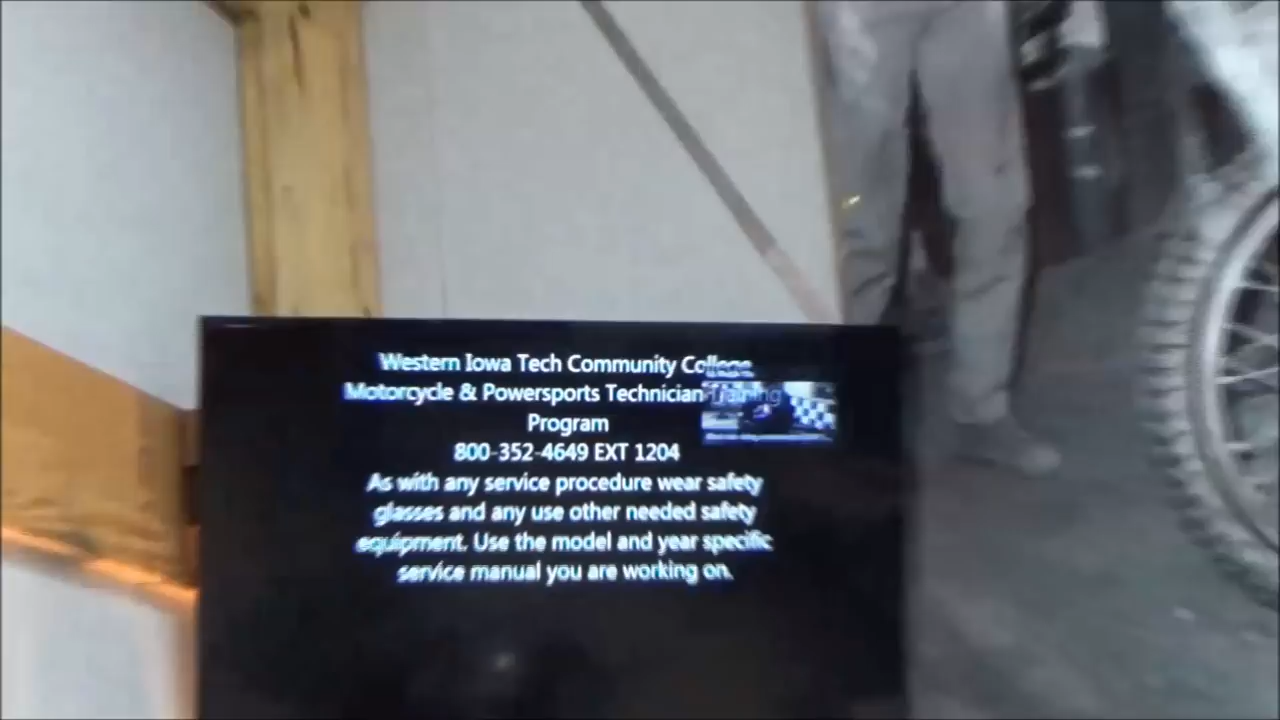 Western Iowa Tech Community College
Motorcycle & Powersports Technician Training
Program
800-352-4649 EXT 1204
As with any service procedure wear safety
glasses and any use other needed safety
equipment. Use the model and year specific
service manual you are working on.